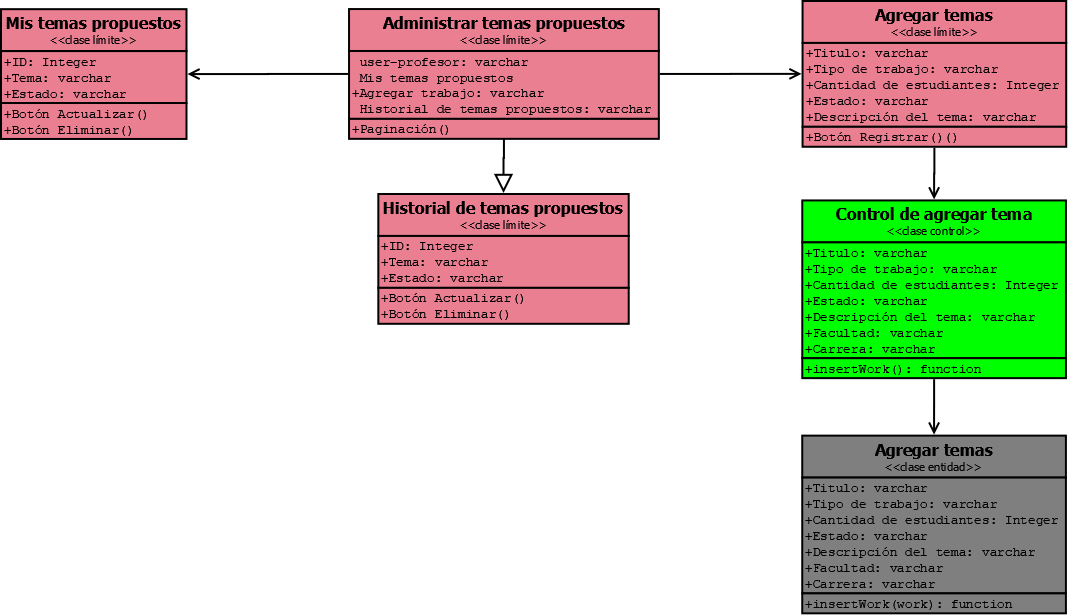 Mis temas propuestos
<<clase límite>>
+ID: Integer
+Tema: varchar
+Estado: varchar
+Botón Actualizar()
+Botón Eliminar()
Administrar temas propuestos
<<clase límite>>
user-profesor: varchar
Mis temas propuestos
+Agregar trabajo: varchar
Historial de temas propuestos: varchar
+Paginación()
Agregar temas
<<clase límite>>
+Titulo: varchar
+Tipo de trabajo: varchar
+Cantidad de estudiantes: Integer
+Estado: varchar
+Descripción del tema: varchar
+Botón Registrar()()
Historial de temas propuestos
<<clase límite>>
+ID: Integer
+Tema: varchar
+Estado: varchar
+Botón Actualizar()
+Botón Eliminar()
Control de agregar tema
<<clase control>>
+Titulo: varchar
+Tipo de trabajo: varchar
+Cantidad de estudiantes: Integer
+Estado: varchar
+Descripción del tema: varchar
+Facultad: varchar
+Carrera: varchar
+insertWork(): function
Agregar temas
<<clase entidad>>
+Titulo: varchar
+Tipo de trabajo: varchar
+Cantidad de estudiantes: Integer
+Estado: varchar
+Descripción del tema: varchar
+Facultad: varchar
+Carrera: varchar
+insertWork(work): function